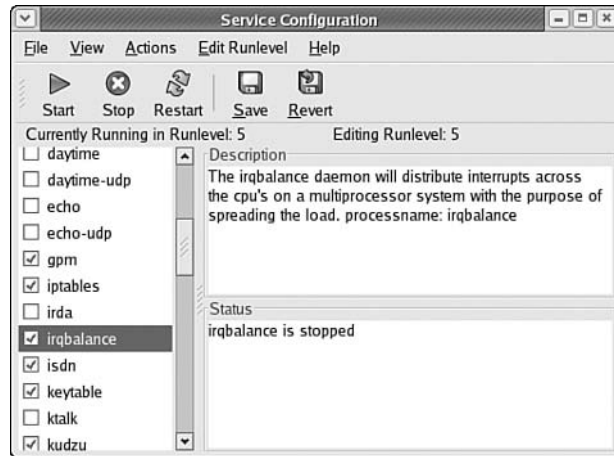 Service Configuration
File View Actions Edit Runlevel Help
Start Stop Restart Save Revert
Currently Running in Runlevel: 5 Editing Runlevel: 5
daytime
daytime-udp
echo
echo-udp
gpm
iptables
irda
irqbalance
isdn
keytable
ktalk
kudzu
Description
The irqbalance daemon will distribute interrupts across
the cpu's on a multiprocessor system with the purpose of
spreading the load. processname: irqbalance
Status
irqbalance is stopped